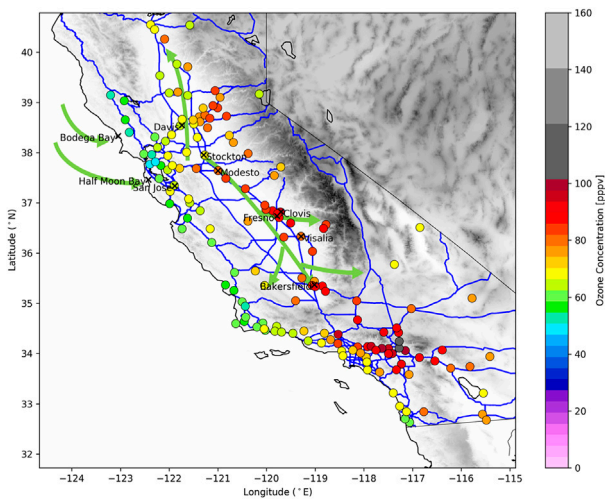 160
140
120
100
80
60
40
20
0
Ozone Concentration [ppbv]
40
39
38
37
36
35
34
33
32
Latitude (°N)
Bodega Bay
Davis
Stockton
Modesto
Half Moon Bay
San Jose
Clovis
Fresno
Visalia
Bakersfield
−124
−123
−122
−121
−120
−119
−118
−117
−116
−115
Longitude (°E)